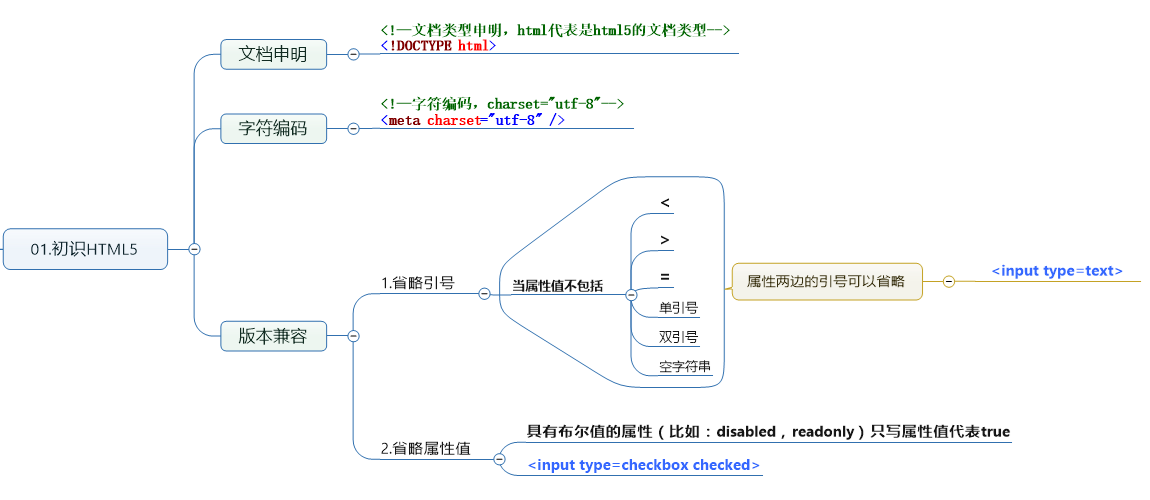 <!--文档类型申明，html代表是html5的文档类型-->
文档申明
<!DOCTYPE html>
<!--字符编码，charset="utf-8"-->
字符编码
<meta charset="utf-8" />
01.初识HTML5
<
>
=
单引号
双引号
空字符串
1.省略引号
当属性值不包括
属性两边的引号可以省略
<input type=text>
版本兼容
2.省略属性值
具有布尔值的属性（比如：disabled，readonly）只写属性值代表true
<input type=checkbox checked>